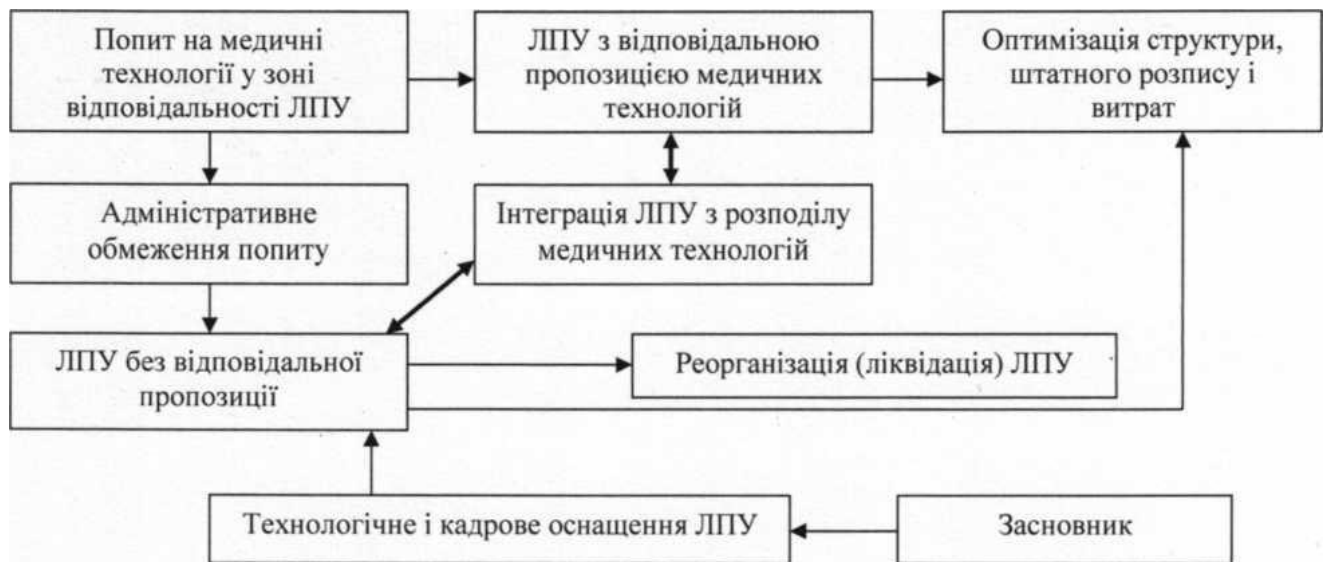 Попит на медичні
технології у зоні
відповідальності ЛПУ
ЛПУ з відповідальною
пропозицією медичних
технологій
Оптимізація структури,
штатного розпису і
витрат
Адміністративне
обмеження попиту
Інтеграція ЛПУ з розподілу
медичних технологій
ЛПУ без відповідальної
пропозиції
Реорганізація (ліквідація) ЛПУ
Технологічне і кадрове оснащення ЛПУ
Засновник